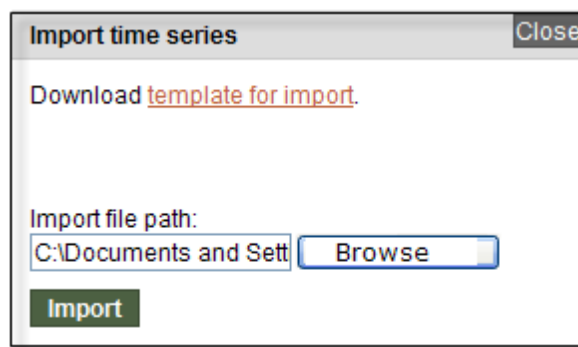 Import time series Close
Download template for import.
Import file path:
C:\Documents and Sett Browse
Import